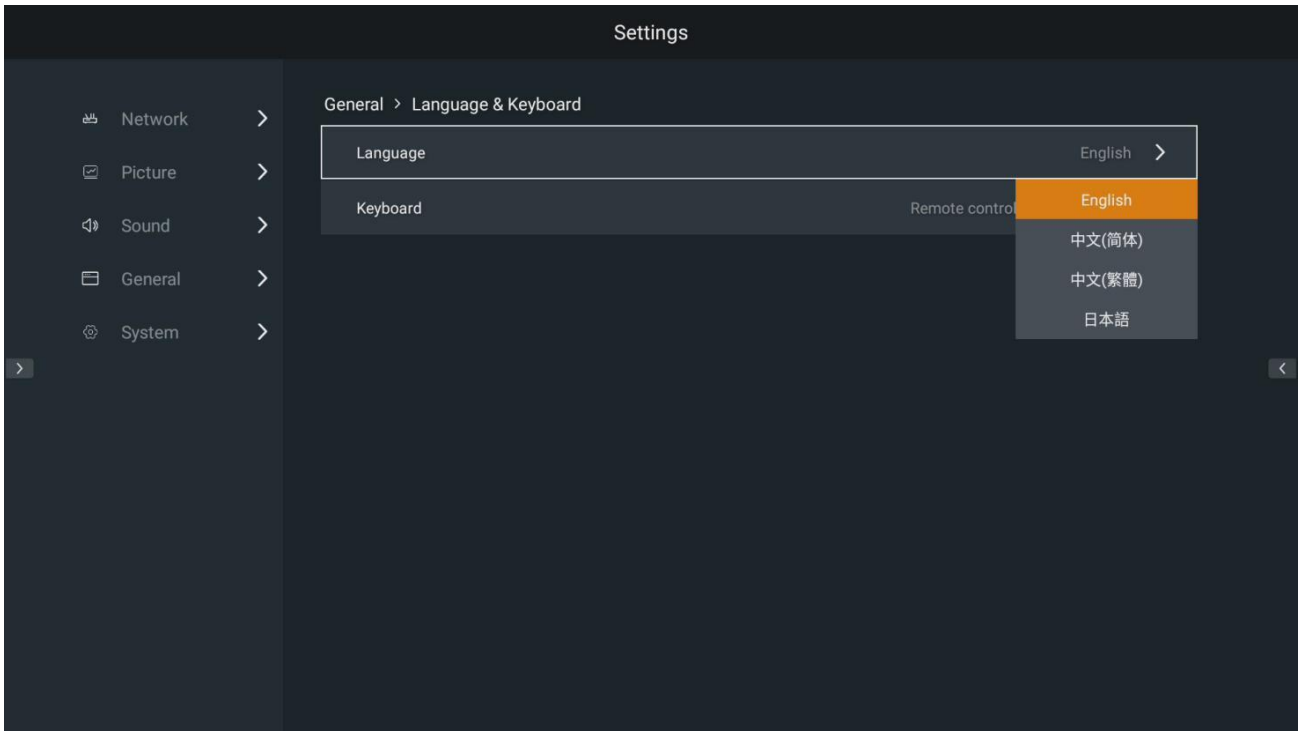 Settings
Network
Picture
Sound
General
System
General > Language & Keyboard
Language English
Keyboard Remote control
English
中文(简体)
中文(繁體)
日本語